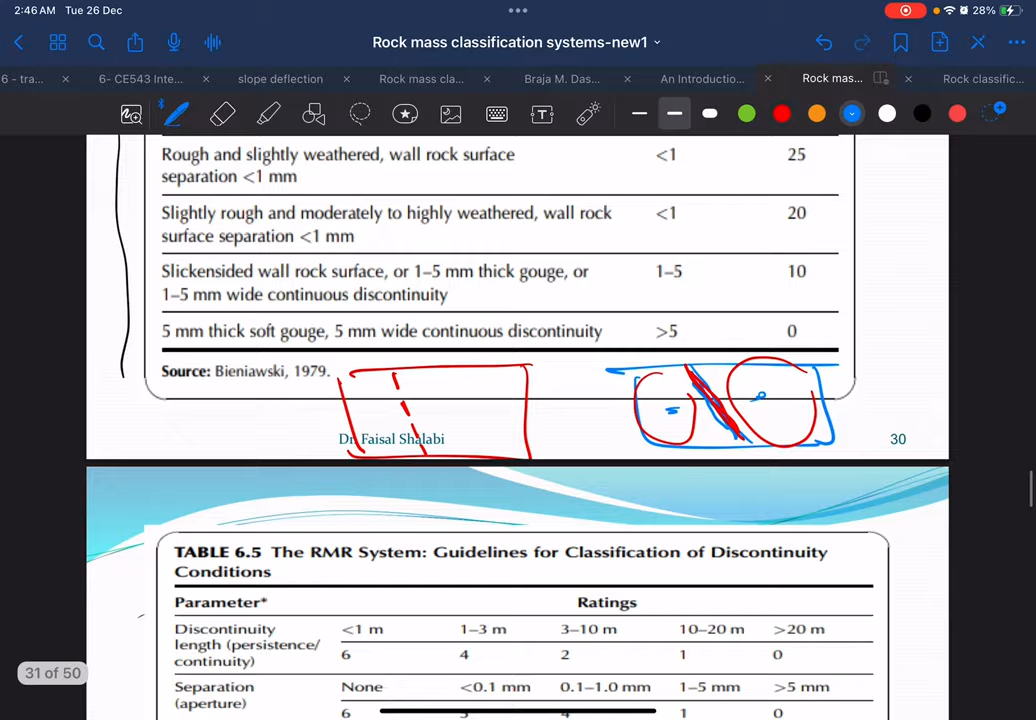 2:46 AM Tue 26 Dec
28%
Rock mass classification systems-new1
6 - tra...
6- CE543 Inte...
slope deflection
Rock mass cla...
Braja M. Das...
An Introductio...
Rock mas...
Rock classific...
Rough and slightly weathered, wall rock surface separation <1 mm
<1
25
Slightly rough and moderately to highly weathered, wall rock surface separation <1 mm
<1
20
Slickensided wall rock surface, or 1–5 mm thick gouge, or 1–5 mm wide continuous discontinuity
1–5
10
5 mm thick soft gouge, 5 mm wide continuous discontinuity
>5
0
Source: Bieniawski, 1979.
Dr. Faisal Shalabi
30
TABLE 6.5 The RMR System: Guidelines for Classification of Discontinuity Conditions
Parameter*
Ratings
Discontinuity length (persistence/ continuity)
<1 m
1–3 m
3–10 m
10–20 m
>20 m
6
4
2
1
0
31 of 50
Separation (aperture)
None
<0.1 mm
0.1–1.0 mm
1–5 mm
>5 mm
6
5
4
1
0